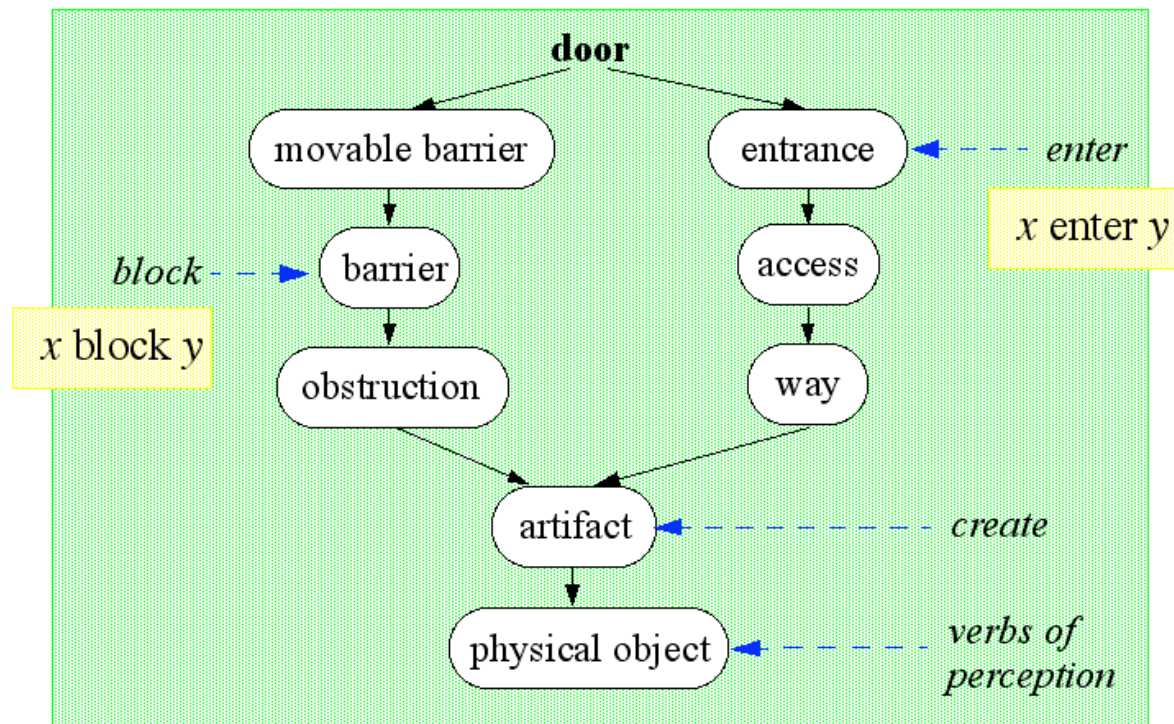 door
movable barrier
entrance
enter
x enter y
access
block
barrier
x block y
obstruction
way
artifact
create
physical object
verbs of
perception